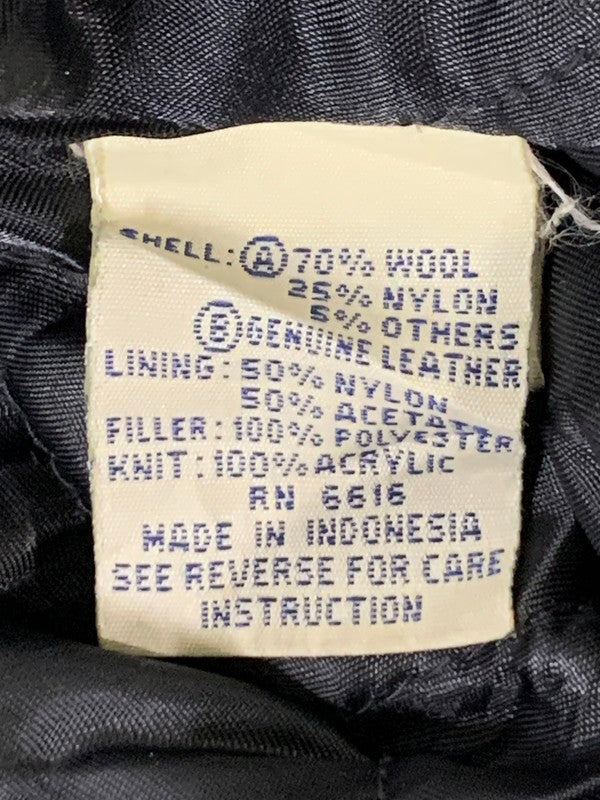 SHELL: Ⓐ 70% WOOL
25% NYLON
5% OTHERS
Ⓑ GENUINE LEATHER
LINING: 50% NYLON
50% ACETATE
FILLER: 100% POLYESTER
KNIT: 100% ACRYLIC
RN 6616
MADE IN INDONESIA
SEE REVERSE FOR CARE
INSTRUCTION